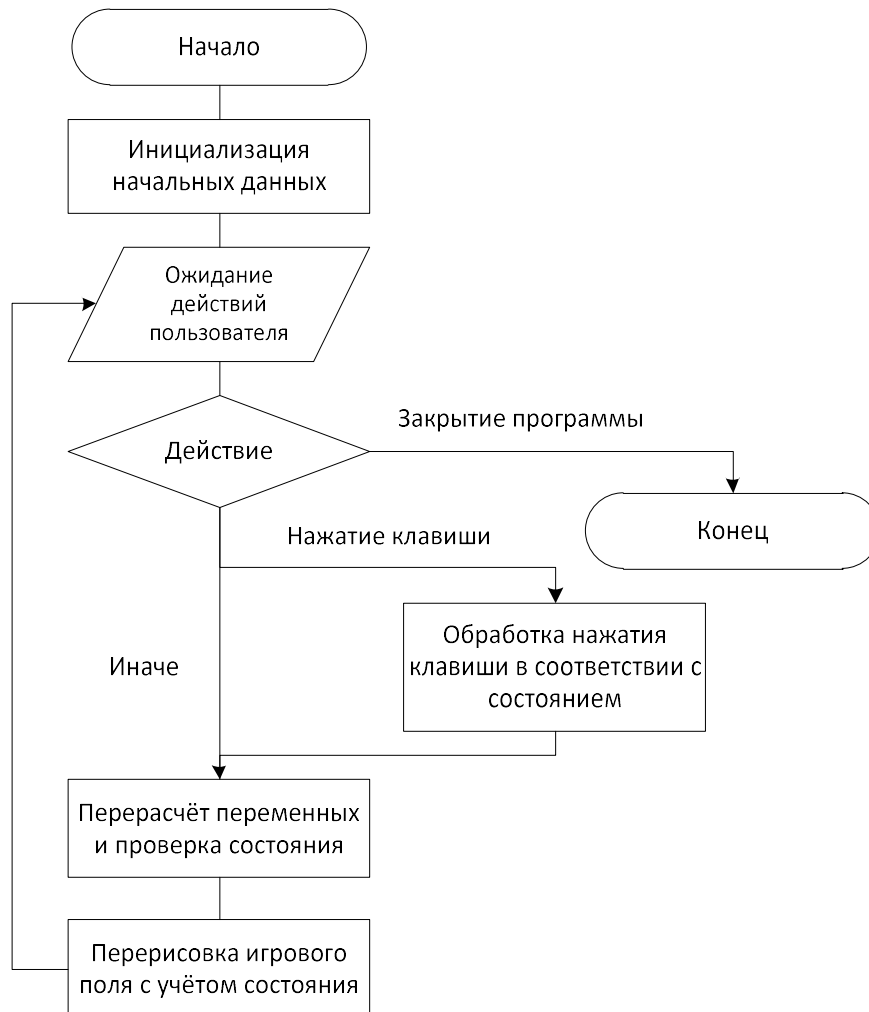 Начало
Инициализация
начальных данных
Ожидание
действий
пользователя
Действие
Закрытие программы
Конец
Нажатие клавиши
Обработка нажатия
клавиши в соответствии с
состоянием
Иначе
Перерасчёт переменных
и проверка состояния
Перерисовка игрового
поля с учётом состояния